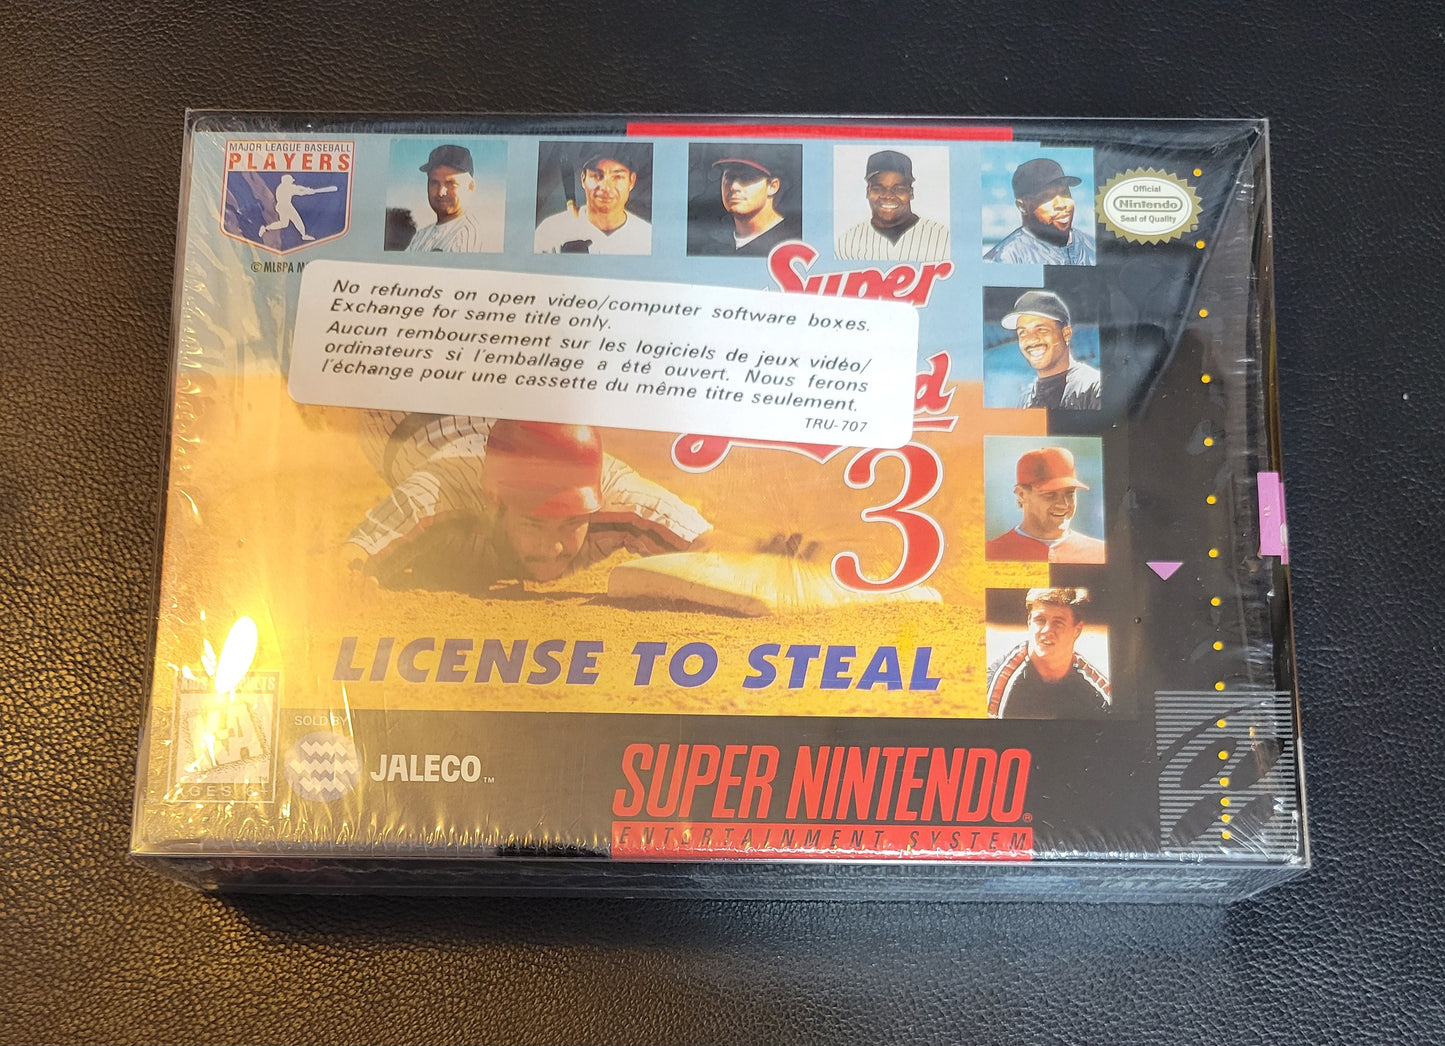 MAJOR LEAGUE BASEBALL
PLAYERS
© MLBPA
Official
Nintendo
Seal of Quality
Super
No refunds on open video/computer software boxes.
Exchange for same title only.
Aucun remboursement sur les logiciels de jeux vidéo/
ordinateurs si l'emballage a été ouvert. Nous ferons
l'échange pour une cassette du même titre seulement.
TRU-707
3
LICENSE TO STEAL
K-A
AGES 6+
SOLD BY
JALECO™
SUPER NINTENDO®
ENTERTAINMENT SYSTEM
JALECO